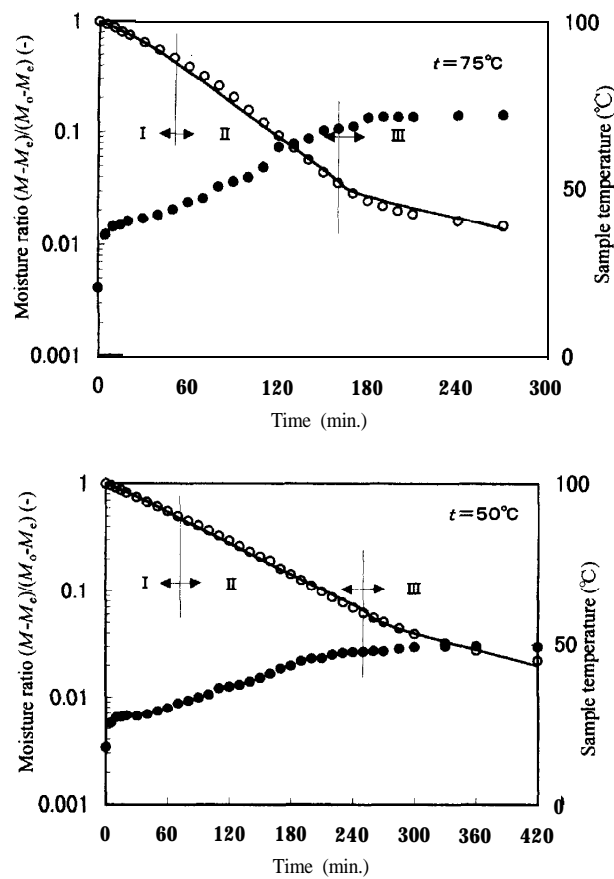 1
0.1
0.01
0.001
Moisture ratio (M-Me)/(Mo-Me) (-)
t=75℃
I
II
III
100
50
0
Sample temperature (℃)
0 60 120 180 240 300
Time (min.)
1
0.1
0.01
0.001
Moisture ratio (M-Me)/(Mo-Me) (-)
t=50℃
I
II
III
100
50
0
Sample temperature (℃)
0 60 120 180 240 300 360 420
Time (min.)